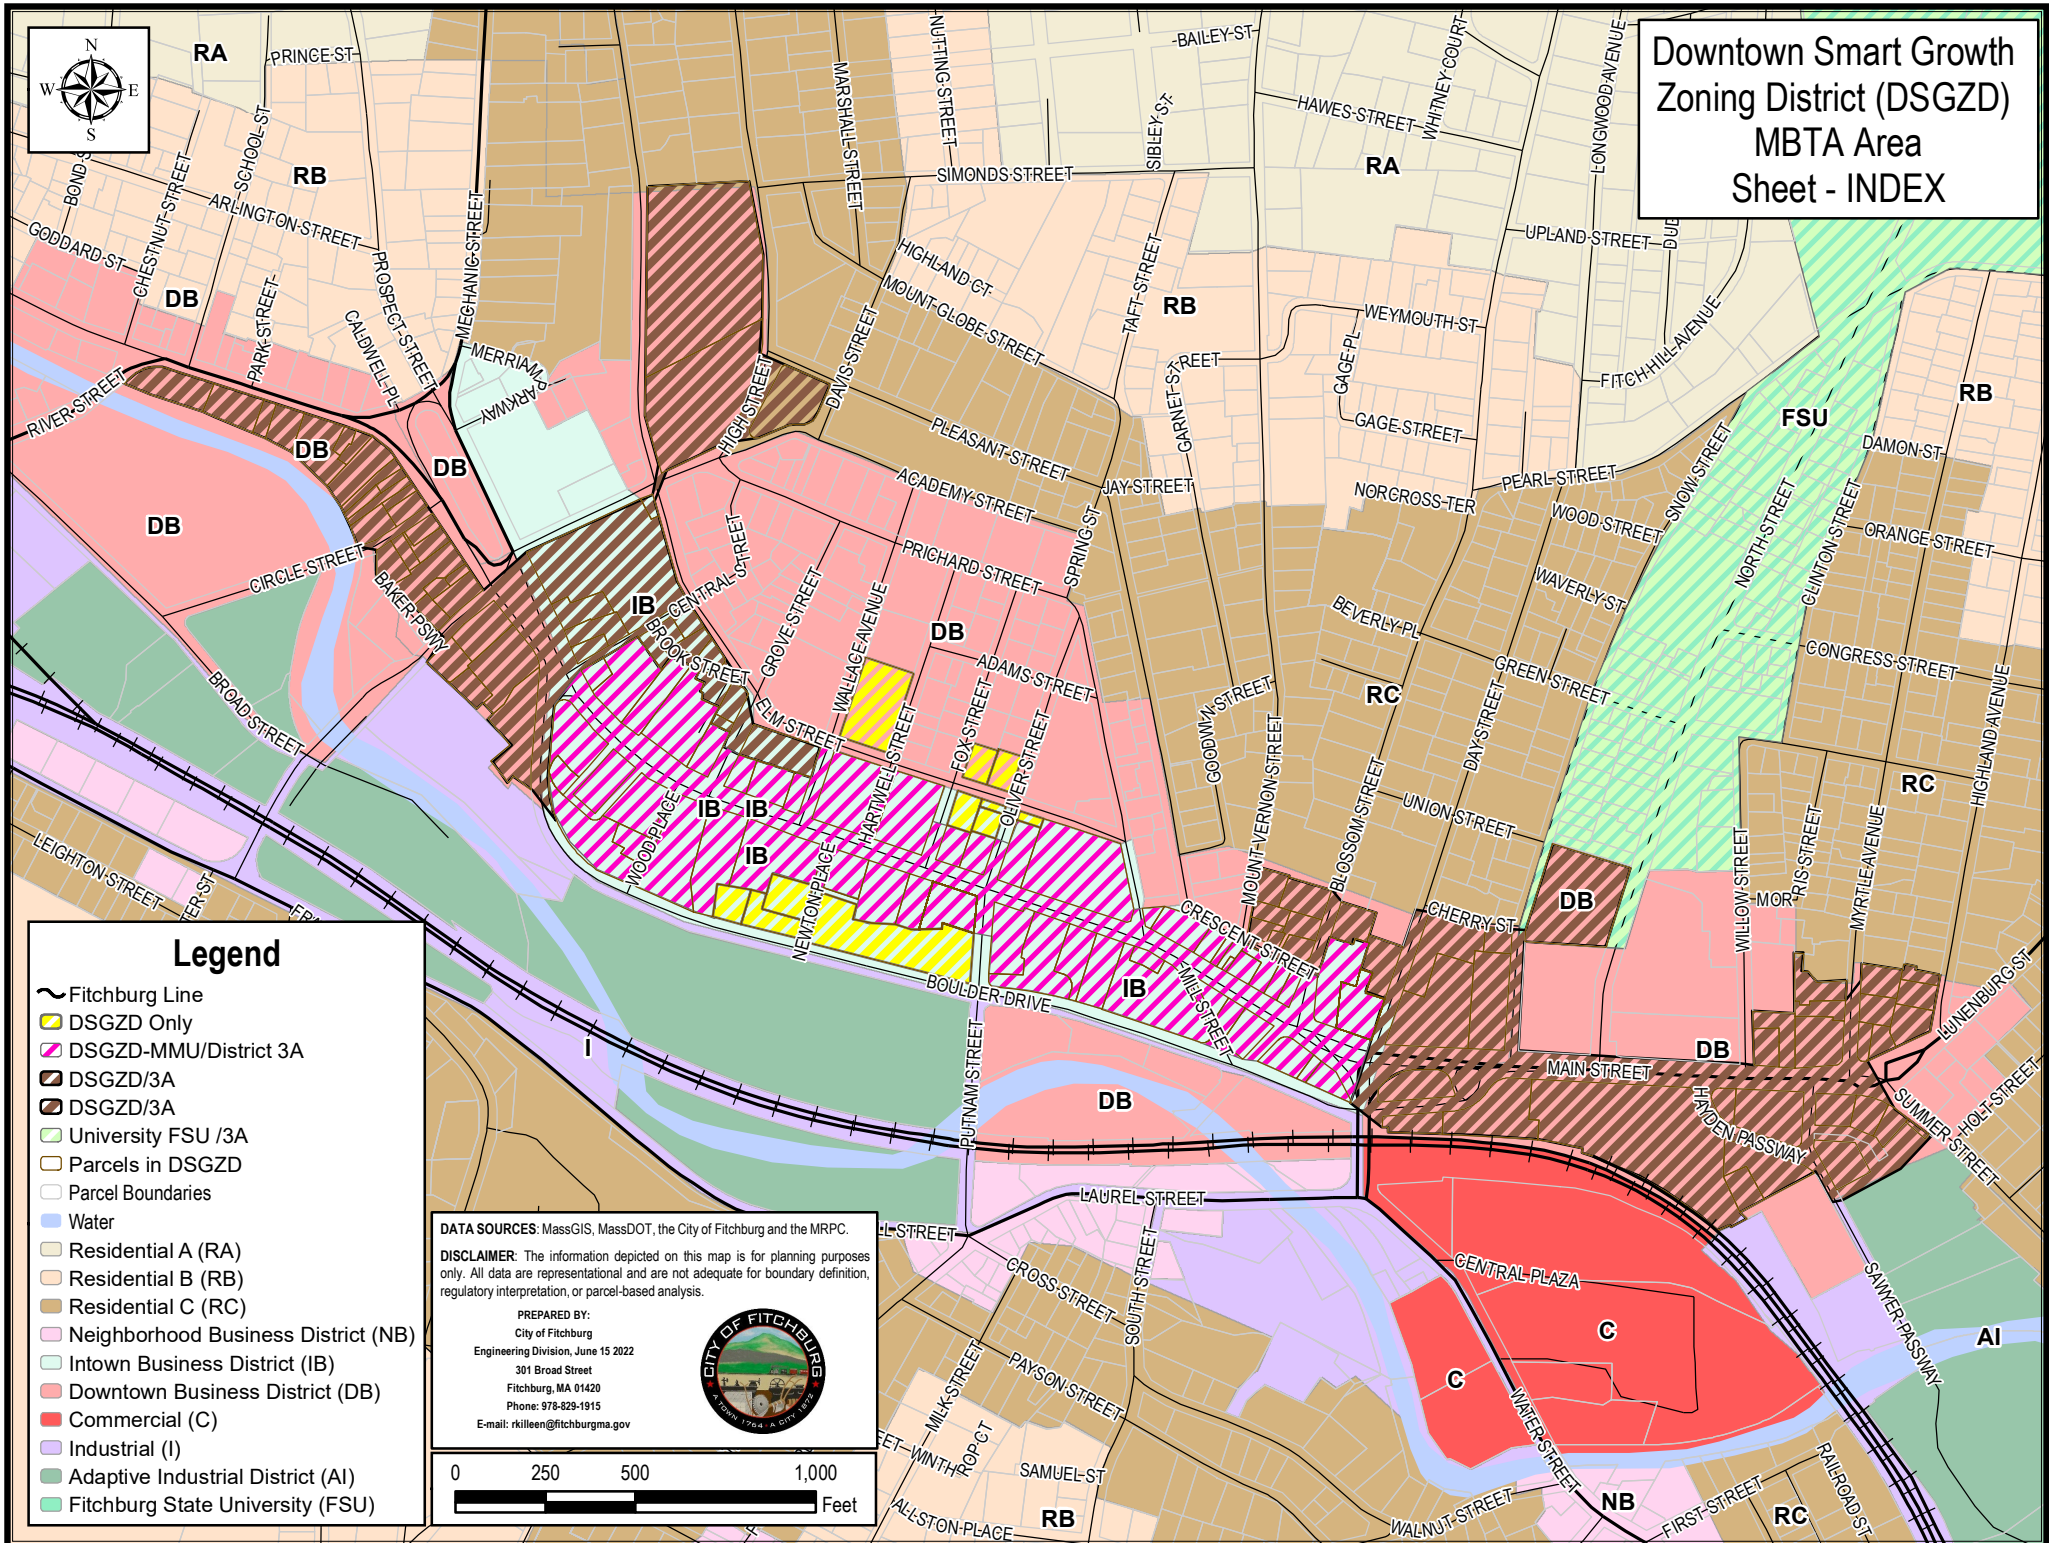 Downtown Smart Growth
Zoning District (DSGZD)
MBTA Area
Sheet - INDEX
N
W E
S
RA
PRINCE ST
BAILEY ST
NUTTING STREET
MARSHALL STREET
WHITNEY COURT
LONGWOOD AVENUE
HAWES STREET
SIBLEY ST
RA
SIMONDS STREET
SCHOOL ST
RB
CHESTNUT STREET
ARLINGTON STREET
GODDARD ST
MECHANIC STREET
PROSPECT STREET
UPLAND STREET
HIGHLAND CT
MOUNT GLOBE STREET
TAFT STREET
RB
WEYMOUTH ST
FITCH HILL AVENUE
DB
PARK STREET
CALDWELL PL
MERRIAM PARKWAY
RIVER STREET
HIGH STREET
DAVIS STREET
GARNET STREET
GAGE PL
GAGE STREET
FSU
RB
DAMON ST
DB
DB
PLEASANT STREET
ACADEMY STREET
JAY STREET
PEARL STREET
NORCROSS TER
WOOD STREET
SNOW STREET
NORTH STREET
CLINTON STREET
ORANGE STREET
DB
CIRCLE STREET
BAKER PSWY
CENTRAL STREET
PRICHARD STREET
SPRING ST
WAVERLY ST
BEVERLY PL
GREEN STREET
CONGRESS STREET
IB
BROOK STREET
GROVE STREET
WALLACE AVENUE
DB
ADAMS STREET
GOODWIN STREET
RC
DAY STREET
HIGHLAND AVENUE
BROAD STREET
ELM STREET
HARTWELL STREET
FOX STREET
OLIVER STREET
MOUNT VERNON STREET
BLOSSOM STREET
UNION STREET
RC
WOOD PLACE
IB
IB
IB
NEWTON PLACE
WILLOW STREET
MORRIS STREET
MYRTLE AVENUE
LEIGHTON STREET
CRESCENT STREET
CHERRY ST
DB
BOULDER DRIVE
IB
MILL STREET
LUNENBURG ST
I
PUTNAM STREET
DB
MAIN STREET
DB
HAYDEN PASSWAY
SUMMER STREET
HOLT STREET
LAUREL STREET
CROSS STREET
SOUTH STREET
CENTRAL PLAZA
SAWYER PASSWAY
AI
C
C
WATER STREET
PAYSON STREET
MILK STREET
WINTHROP CT
SAMUEL ST
ALLSTON PLACE
RB
WALNUT STREET
NB
FIRST STREET
RC
RAILROAD ST
Legend
Fitchburg Line
DSGZD Only
DSGZD-MMU/District 3A
DSGZD/3A
DSGZD/3A
University FSU /3A
Parcels in DSGZD
Parcel Boundaries
Water
Residential A (RA)
Residential B (RB)
Residential C (RC)
Neighborhood Business District (NB)
Intown Business District (IB)
Downtown Business District (DB)
Commercial (C)
Industrial (I)
Adaptive Industrial District (AI)
Fitchburg State University (FSU)
DATA SOURCES: MassGIS, MassDOT, the City of Fitchburg and the MRPC.
DISCLAIMER: The information depicted on this map is for planning purposes
only. All data are representational and are not adequate for boundary definition,
regulatory interpretation, or parcel-based analysis.
PREPARED BY:
City of Fitchburg
Engineering Division, June 15 2022
301 Broad Street
Fitchburg, MA 01420
Phone: 978-829-1915
E-mail: rkilleen@fitchburgma.gov
CITY OF FITCHBURG
A TOWN 1764 · A CITY 1872
0 250 500 1,000
Feet